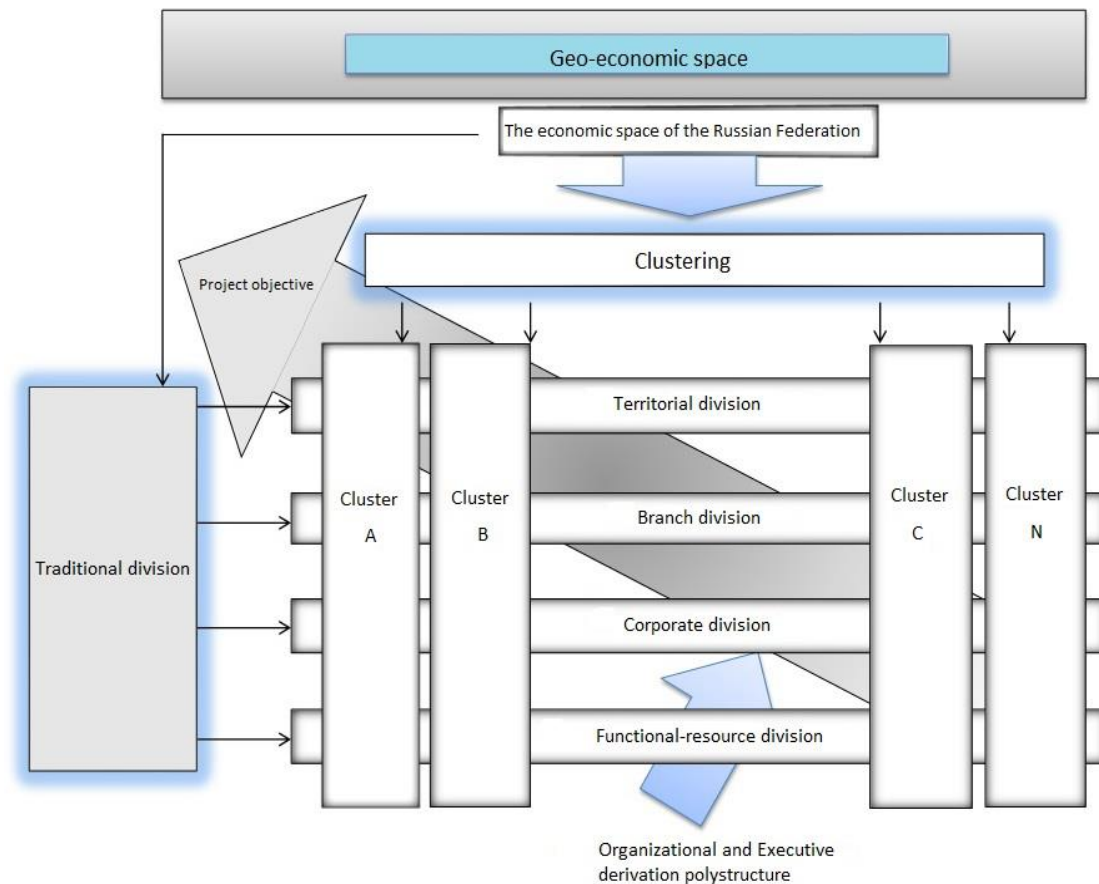 Geo-economic space
The economic space of the Russian Federation
Clustering
Project objective
Territorial division
Cluster
A
Cluster
B
Branch division
Cluster
C
Cluster
N
Traditional division
Corporate division
Functional-resource division
Organizational and Executive
derivation polystructure